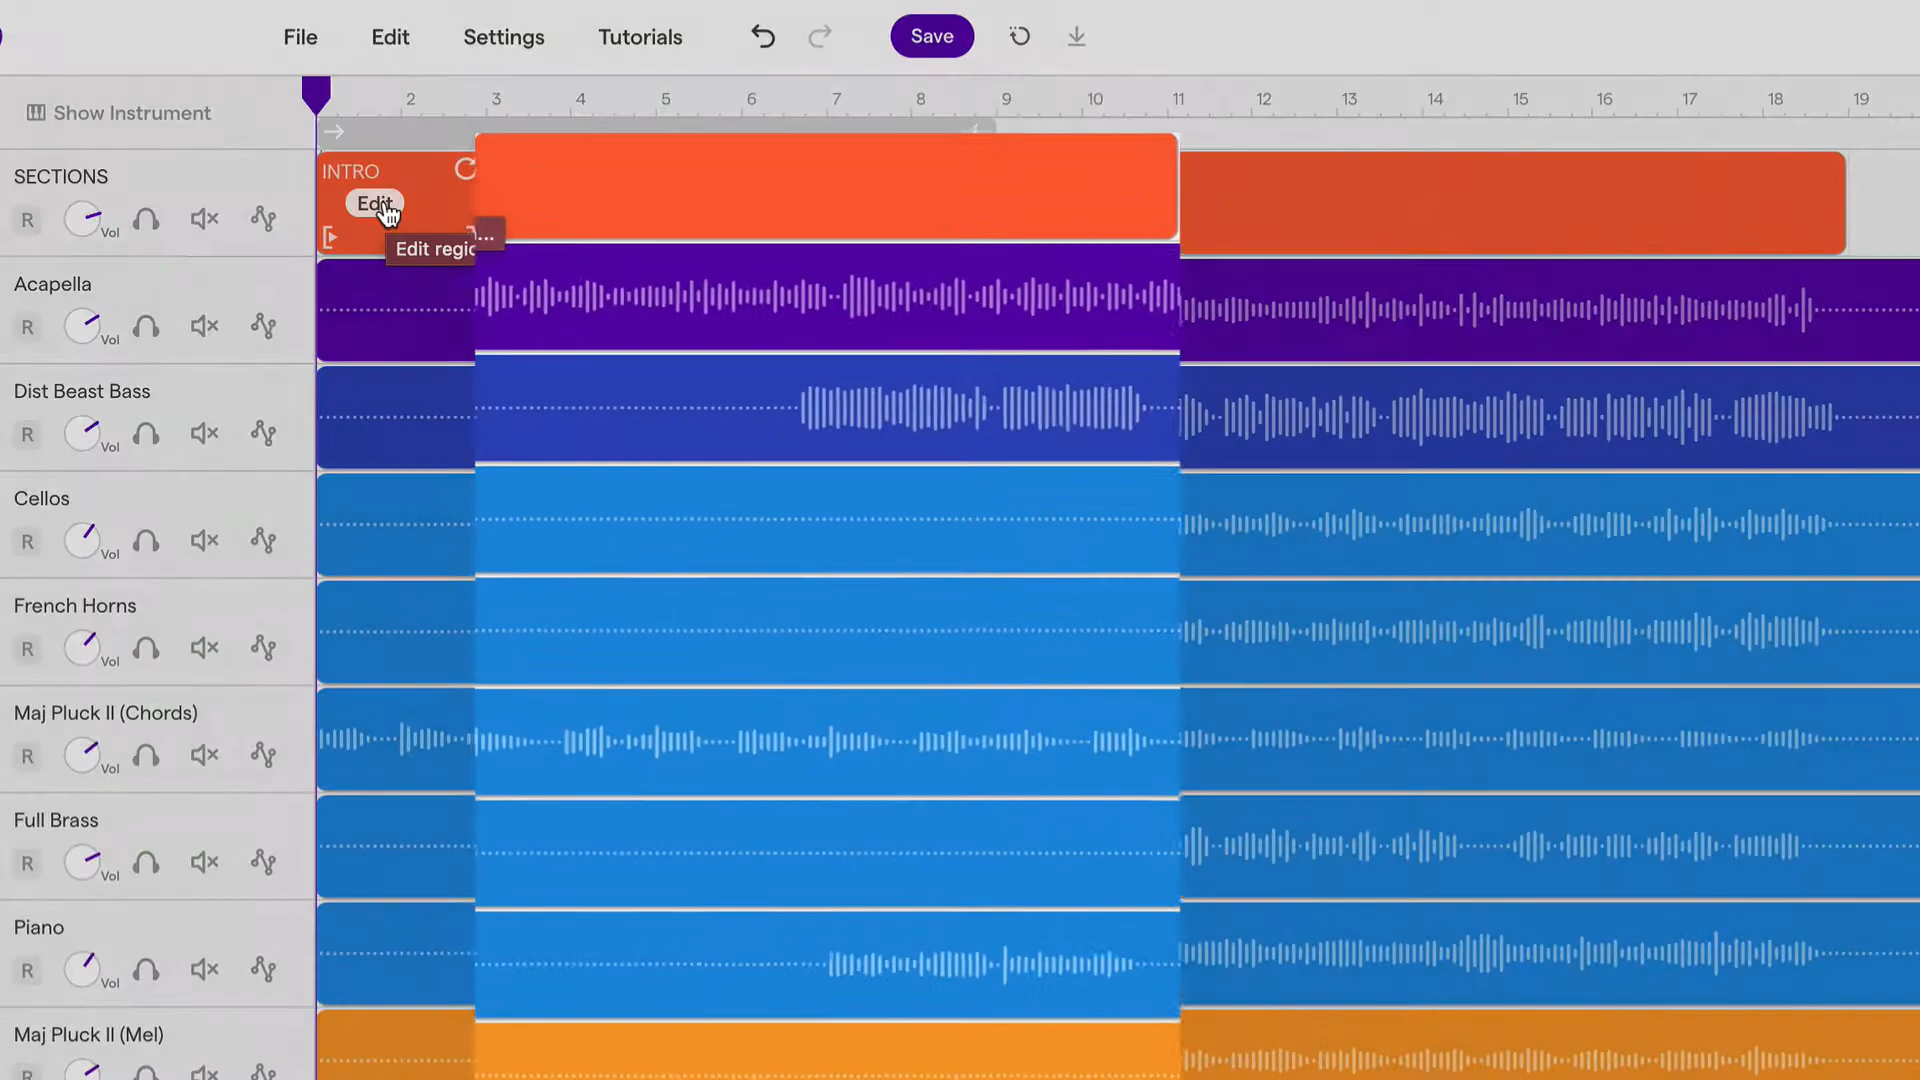 File Edit Settings Tutorials Save
Show Instrument
2 3 4 5 6 7 8 9 10 11 12 13 14 15 16 17 18 19
SECTIONS
INTRO
Edit
R Vol
...
Edit regio
Acapella
R Vol
Dist Beast Bass
R Vol
Cellos
R Vol
French Horns
R Vol
Maj Pluck II (Chords)
R Vol
Full Brass
R Vol
Piano
R Vol
Maj Pluck II (Mel)
R Vol